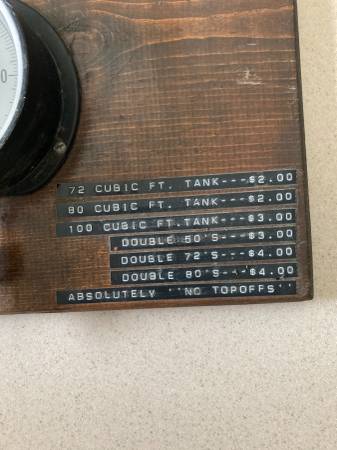 0
72 CUBIC FT. TANK---$2.00
80 CUBIC FT. TANK---$2.00
100 CUBIC FT.TANK---$3.00
DOUBLE 50'S---$3.00
DOUBLE 72'S---$4.00
DOUBLE 80'S---$4.00
ABSOLUTELY "NO TOPOFFS"